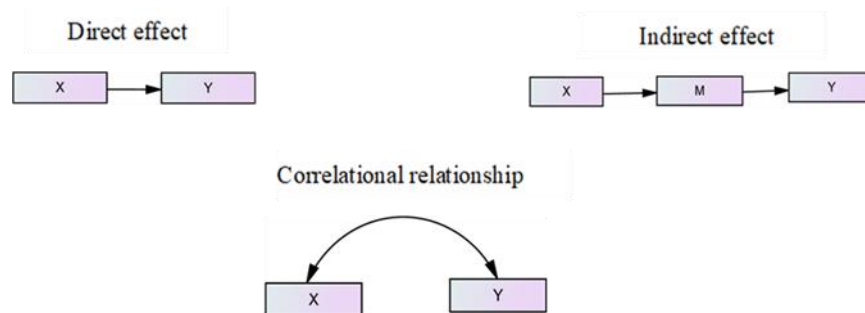 Direct effect
X Y
Indirect effect
X M Y
Correlational relationship
X Y